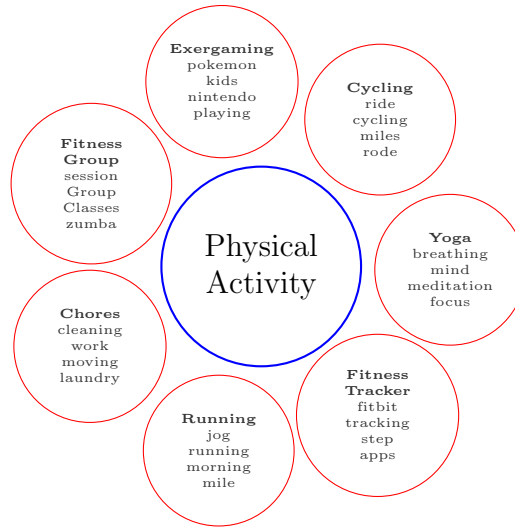 Exergaming
pokemon
kids
nintendo
playing
Cycling
ride
cycling
miles
rode
Fitness
Group
session
Group
Classes
zumba
Physical
Activity
Yoga
breathing
mind
meditation
focus
Chores
cleaning
work
moving
laundry
Fitness
Tracker
fitbit
tracking
step
apps
Running
jog
running
morning
mile